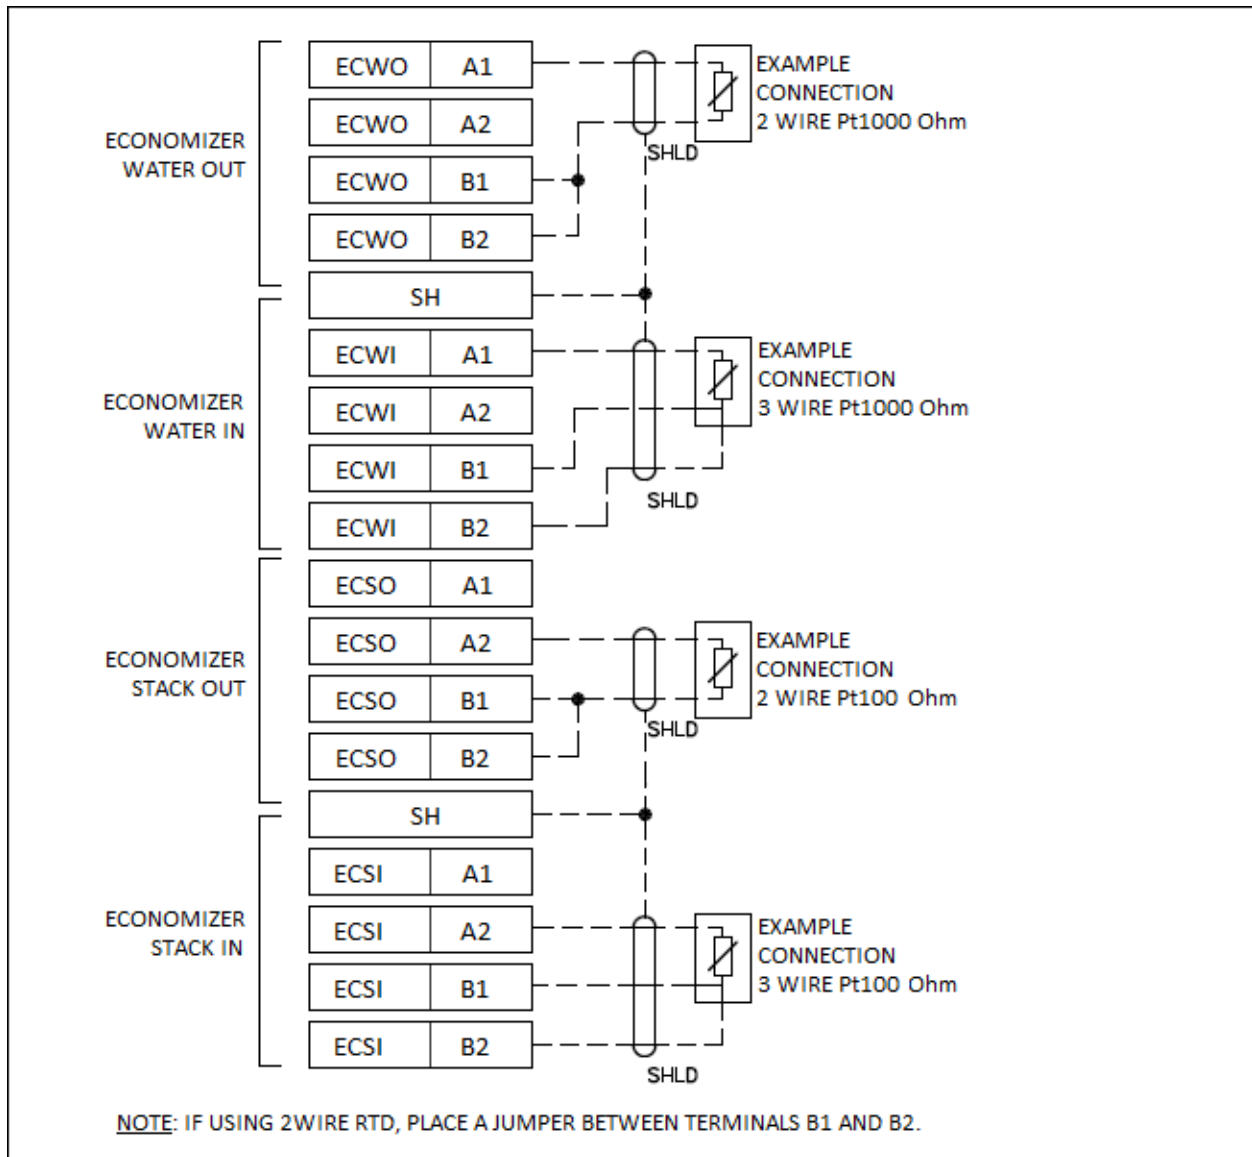 ECONOMIZER
WATER OUT
ECWO A1
ECWO A2
ECWO B1
ECWO B2
SHLD
EXAMPLE
CONNECTION
2 WIRE Pt1000 Ohm
SH
ECONOMIZER
WATER IN
ECWI A1
ECWI A2
ECWI B1
ECWI B2
SHLD
EXAMPLE
CONNECTION
3 WIRE Pt1000 Ohm
ECONOMIZER
STACK OUT
ECSO A1
ECSO A2
ECSO B1
ECSO B2
SHLD
EXAMPLE
CONNECTION
2 WIRE Pt100 Ohm
SH
ECONOMIZER
STACK IN
ECSI A1
ECSI A2
ECSI B1
ECSI B2
SHLD
EXAMPLE
CONNECTION
3 WIRE Pt100 Ohm
NOTE: IF USING 2WIRE RTD, PLACE A JUMPER BETWEEN TERMINALS B1 AND B2.